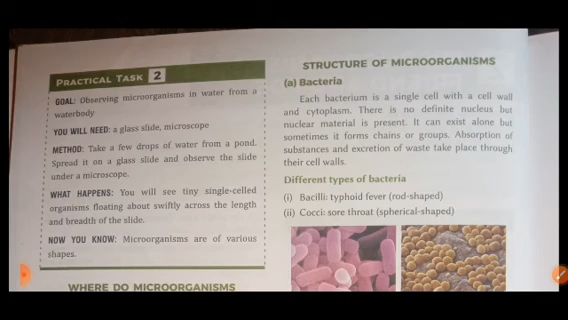 PRACTICAL TASK 2
GOAL: Observing microorganisms in water from a
waterbody
YOU WILL NEED: a glass slide, microscope
METHOD: Take a few drops of water from a pond.
Spread it on a glass slide and observe the slide
under a microscope.
WHAT HAPPENS: You will see tiny single-celled
organisms floating about swiftly across the length
and breadth of the slide.
NOW YOU KNOW: Microorganisms are of various
shapes.
WHERE DO MICROORGANISMS
STRUCTURE OF MICROORGANISMS
(a) Bacteria
Each bacterium is a single cell with a cell wall
and cytoplasm. There is no definite nucleus but
nuclear material is present. It can exist alone but
sometimes it forms chains or groups. Absorption of
substances and excretion of waste take place through
their cell walls.
Different types of bacteria
(i) Bacilli: typhoid fever (rod-shaped)
(ii) Cocci: sore throat (spherical-shaped)